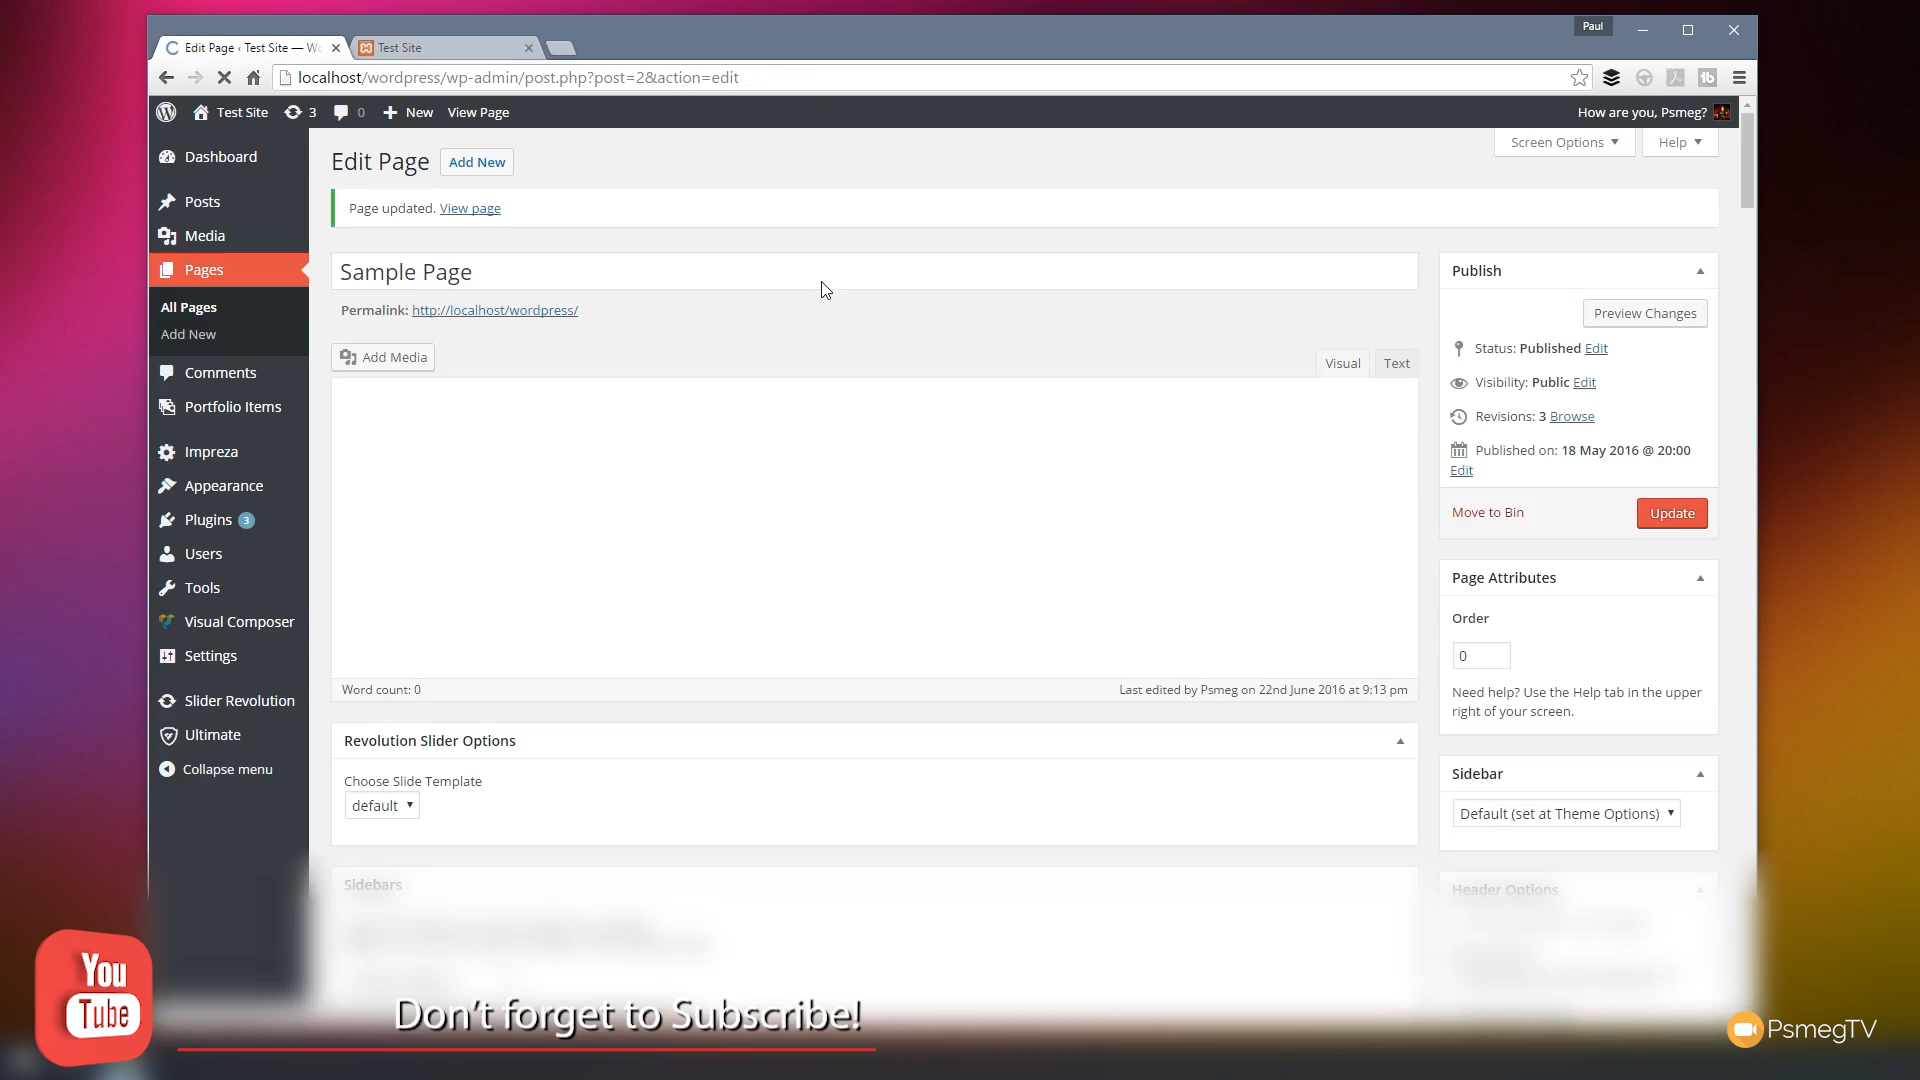 Paul
Edit Page ‹ Test Site — Wo
Test Site
localhost/wordpress/wp-admin/post.php?post=2&action=edit
Test Site
3
0
New
View Page
How are you, Psmeg?
Dashboard
Posts
Media
Pages
All Pages
Add New
Comments
Portfolio Items
Impreza
Appearance
Plugins 3
Users
Tools
Visual Composer
Settings
Slider Revolution
Ultimate
Collapse menu
Screen Options
Help
Edit Page
Add New
Page updated. View page
Sample Page
Permalink: http://localhost/wordpress/
Add Media
Visual
Text
Word count: 0
Last edited by Psmeg on 22nd June 2016 at 9:13 pm
Revolution Slider Options
Choose Slide Template
default
Sidebars
Publish
Preview Changes
Status: Published Edit
Visibility: Public Edit
Revisions: 3 Browse
Published on: 18 May 2016 @ 20:00
Edit
Move to Bin
Update
Page Attributes
Order
0
Need help? Use the Help tab in the upper
right of your screen.
Sidebar
Default (set at Theme Options)
Header Options
You
Tube
Don't forget to Subscribe!
PsmegTV